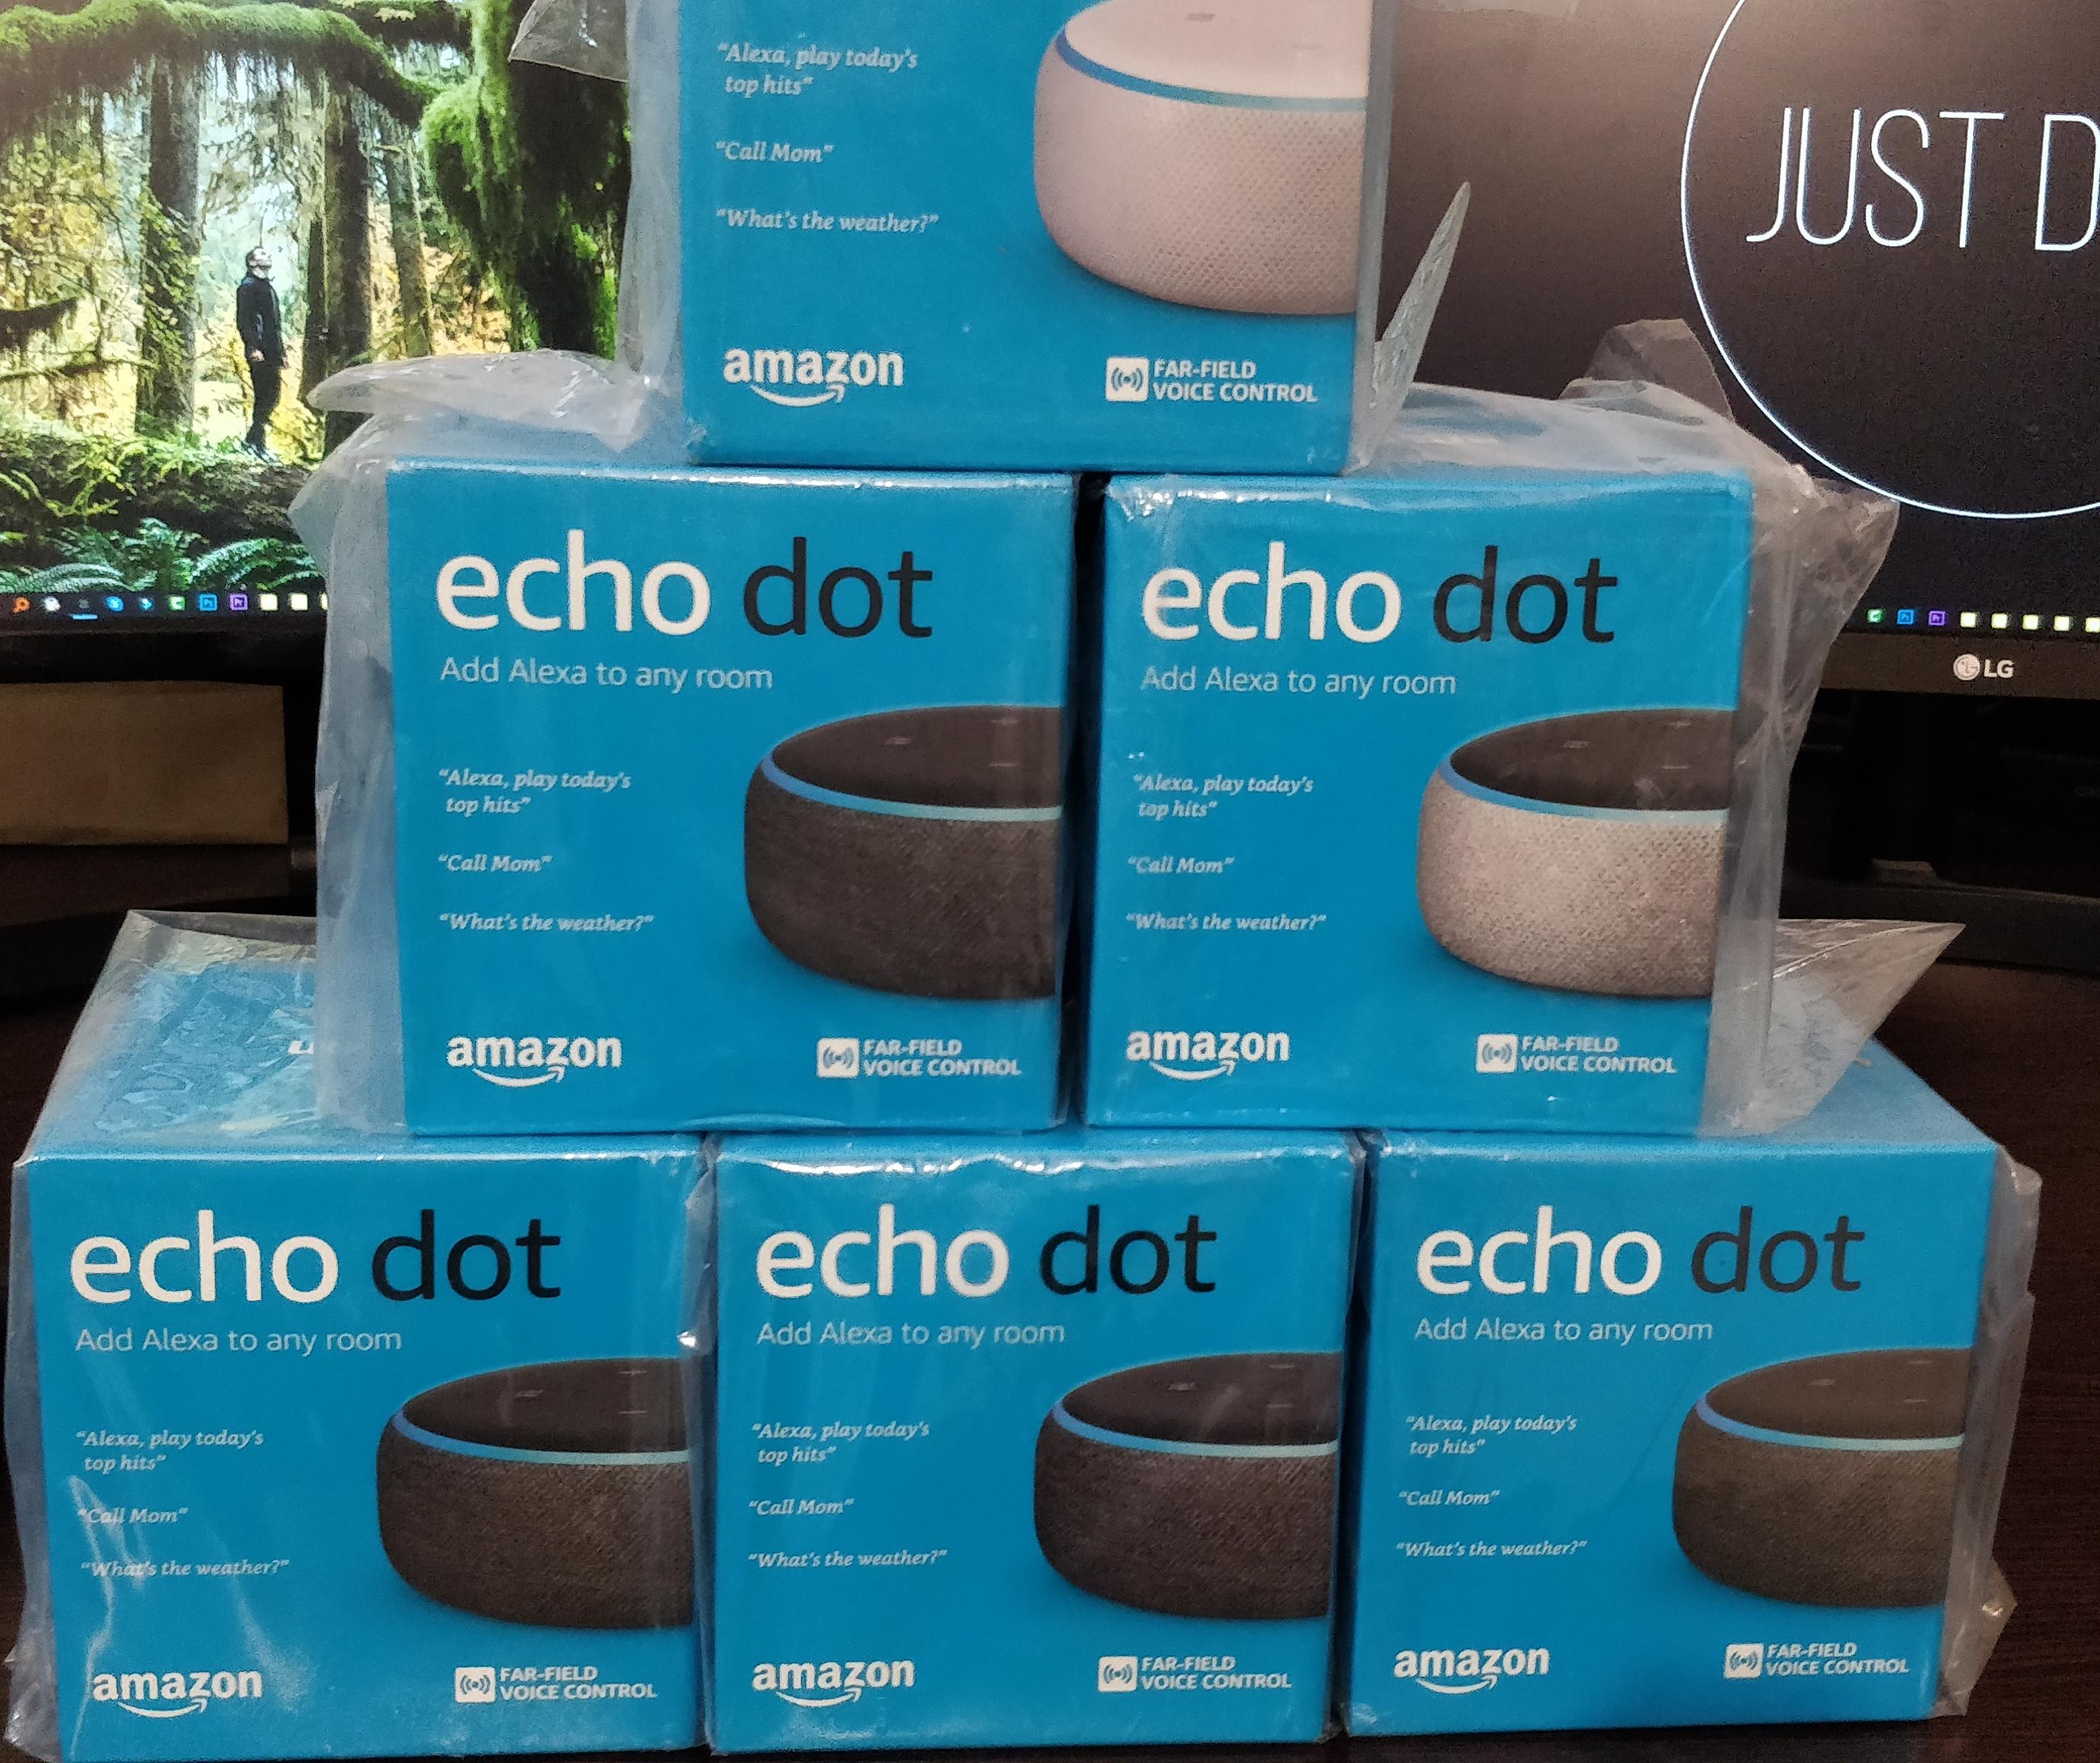 "Alexa, play today's
top hits"
"Call Mom"
"What's the weather?"
amazon
FAR-FIELD
VOICE CONTROL
JUST D
LG
echo dot
Add Alexa to any room
"Alexa, play today's
top hits"
"Call Mom"
"What's the weather?"
amazon
FAR-FIELD
VOICE CONTROL
echo dot
Add Alexa to any room
"Alexa, play today's
top hits"
"Call Mom"
"What's the weather?"
amazon
FAR-FIELD
VOICE CONTROL
echo dot
Add Alexa to any room
"Alexa, play today's
top hits"
"Call Mom"
"What's the weather?"
amazon
FAR-FIELD
VOICE CONTROL
echo dot
Add Alexa to any room
"Alexa, play today's
top hits"
"Call Mom"
"What's the weather?"
amazon
FAR-FIELD
VOICE CONTROL
echo dot
Add Alexa to any room
"Alexa, play today's
top hits"
"Call Mom"
"What's the weather?"
amazon
FAR-FIELD
VOICE CONTROL